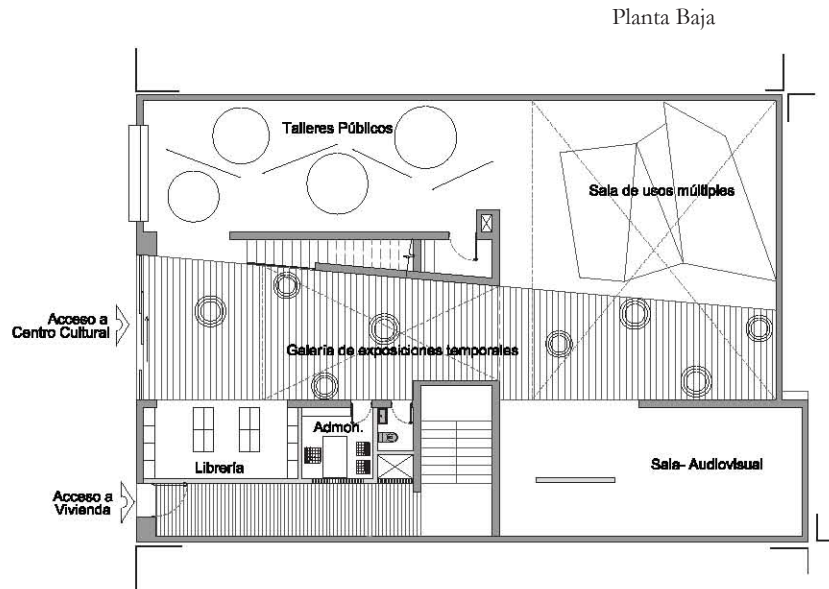 Planta Baja
Talleres Públicos
Sala de usos múltiples
Acceso a
Centro Cultural
Galería de exposiciones temporales
Admon.
Librería
Sala- Audiovisual
Acceso a
Vivienda